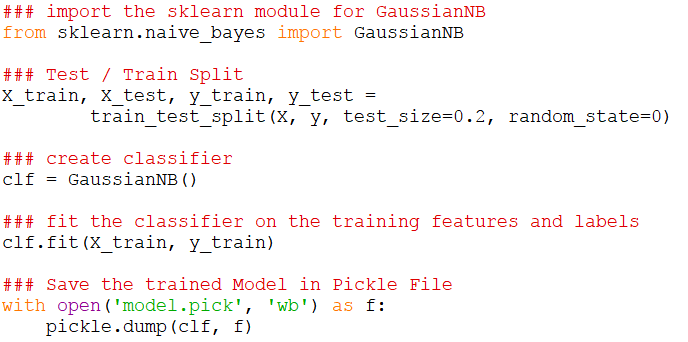 ### import the sklearn module for GaussianNB
from sklearn.naive_bayes import GaussianNB

### Test / Train Split
X_train, X_test, y_train, y_test =
        train_test_split(X, y, test_size=0.2, random_state=0)

### create classifier
clf = GaussianNB()

### fit the classifier on the training features and labels
clf.fit(X_train, y_train)

### Save the trained Model in Pickle File
with open('model.pick', 'wb') as f:
    pickle.dump(clf, f)